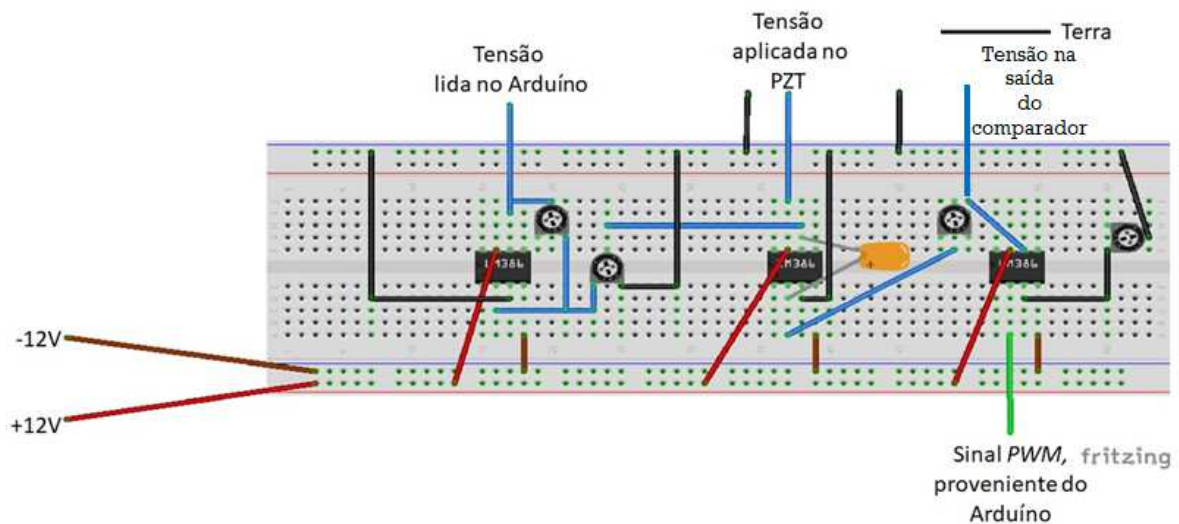 Tensão
lida no Arduíno
Tensão
aplicada no
PZT
Terra
Tensão na
saída
do
comparador
LM386
LM386
LM386
-12V
+12V
Sinal PWM,
proveniente do
Arduíno
fritzing